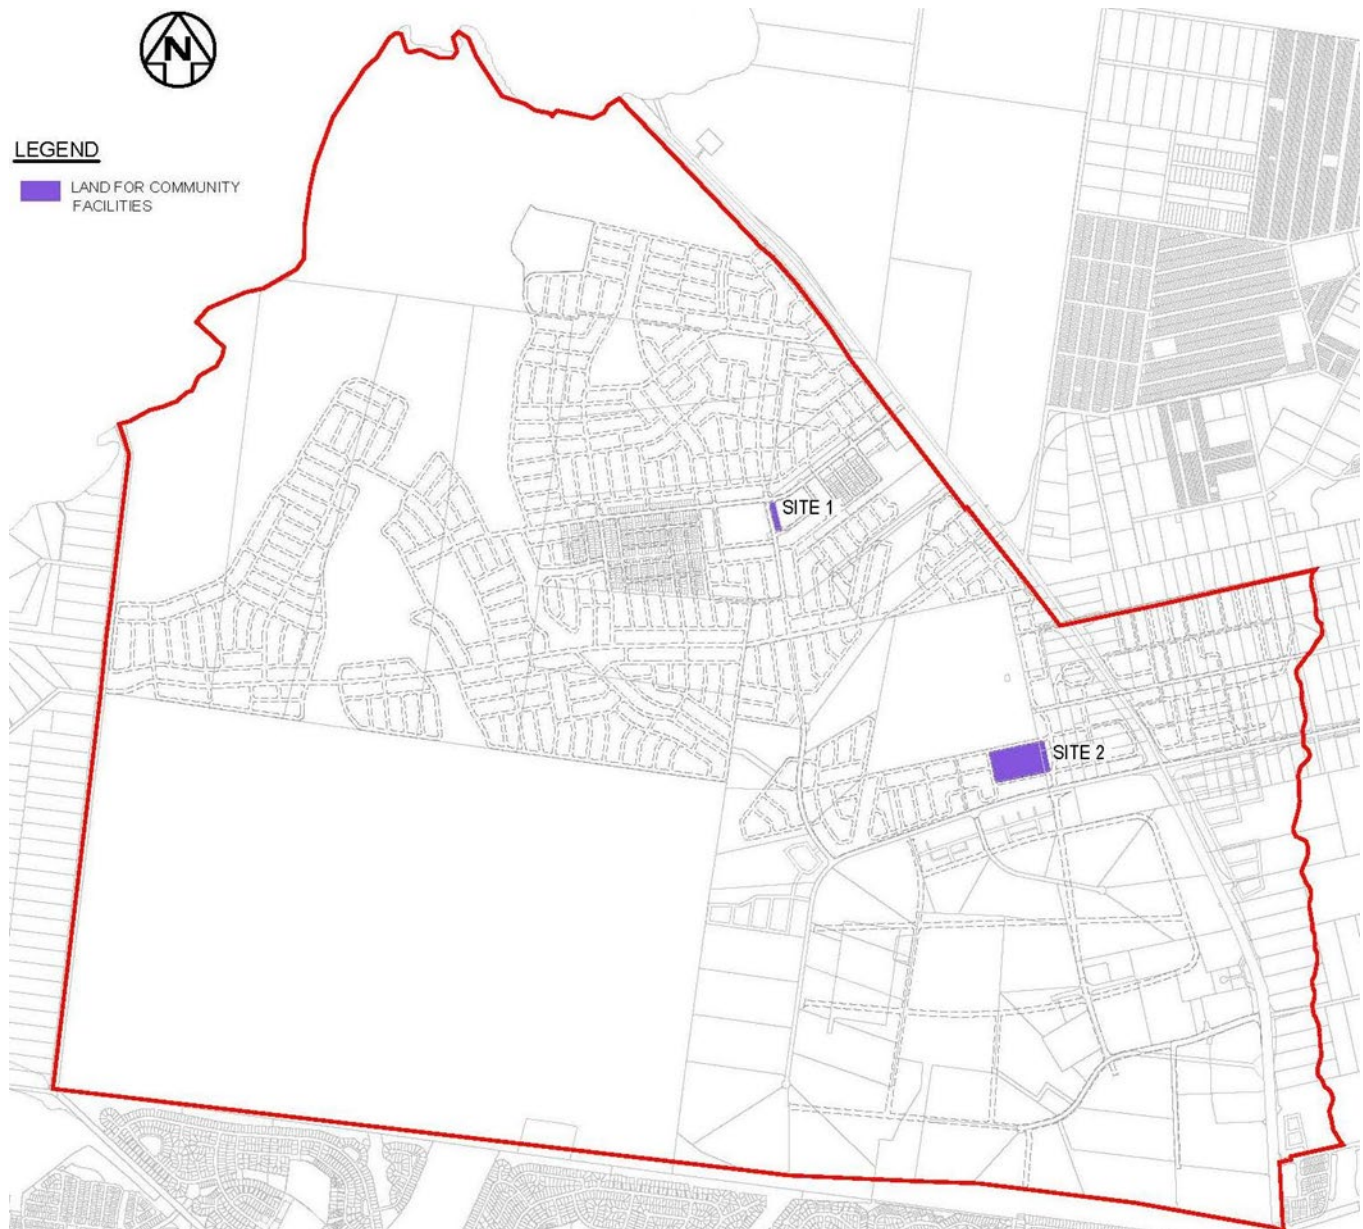 N
LEGEND
LAND FOR COMMUNITY
FACILITIES
SITE 1
SITE 2